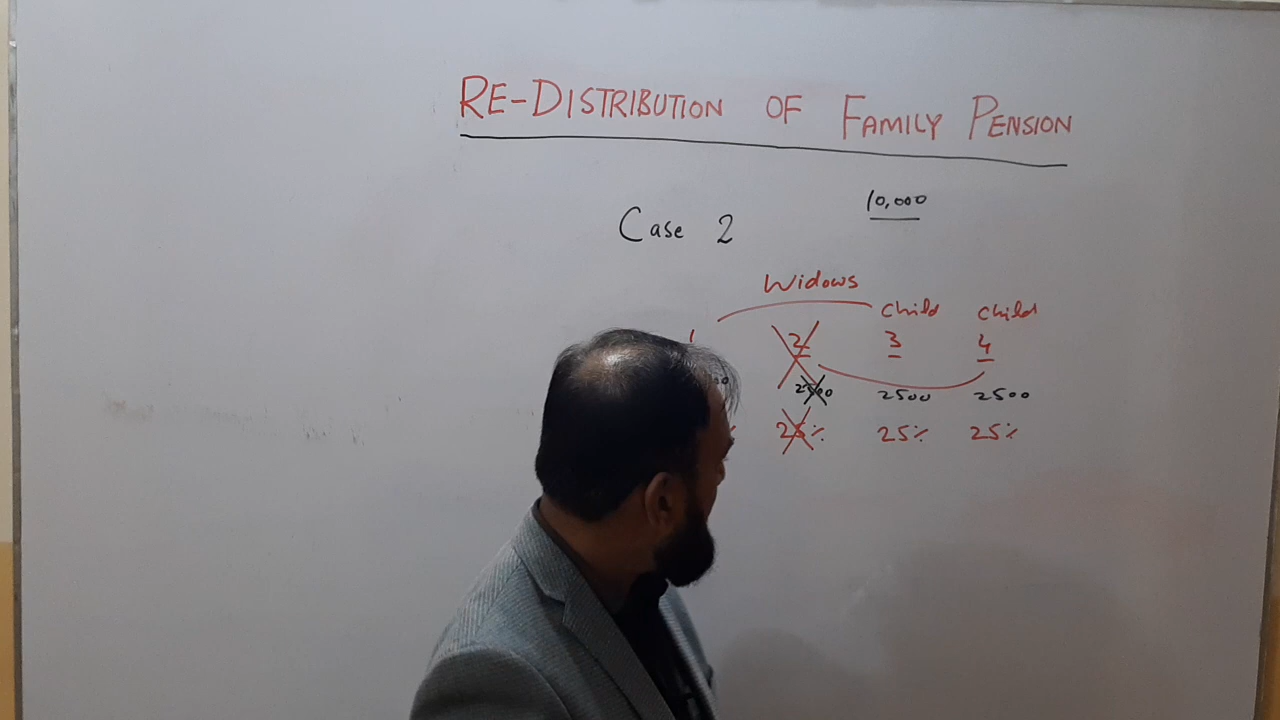 RE-DISTRIBUTION OF FAMILY PENSION
10,000
Case 2
Widows
child child
1 2 3 4
2500 2500 2500
25% 25% 25%